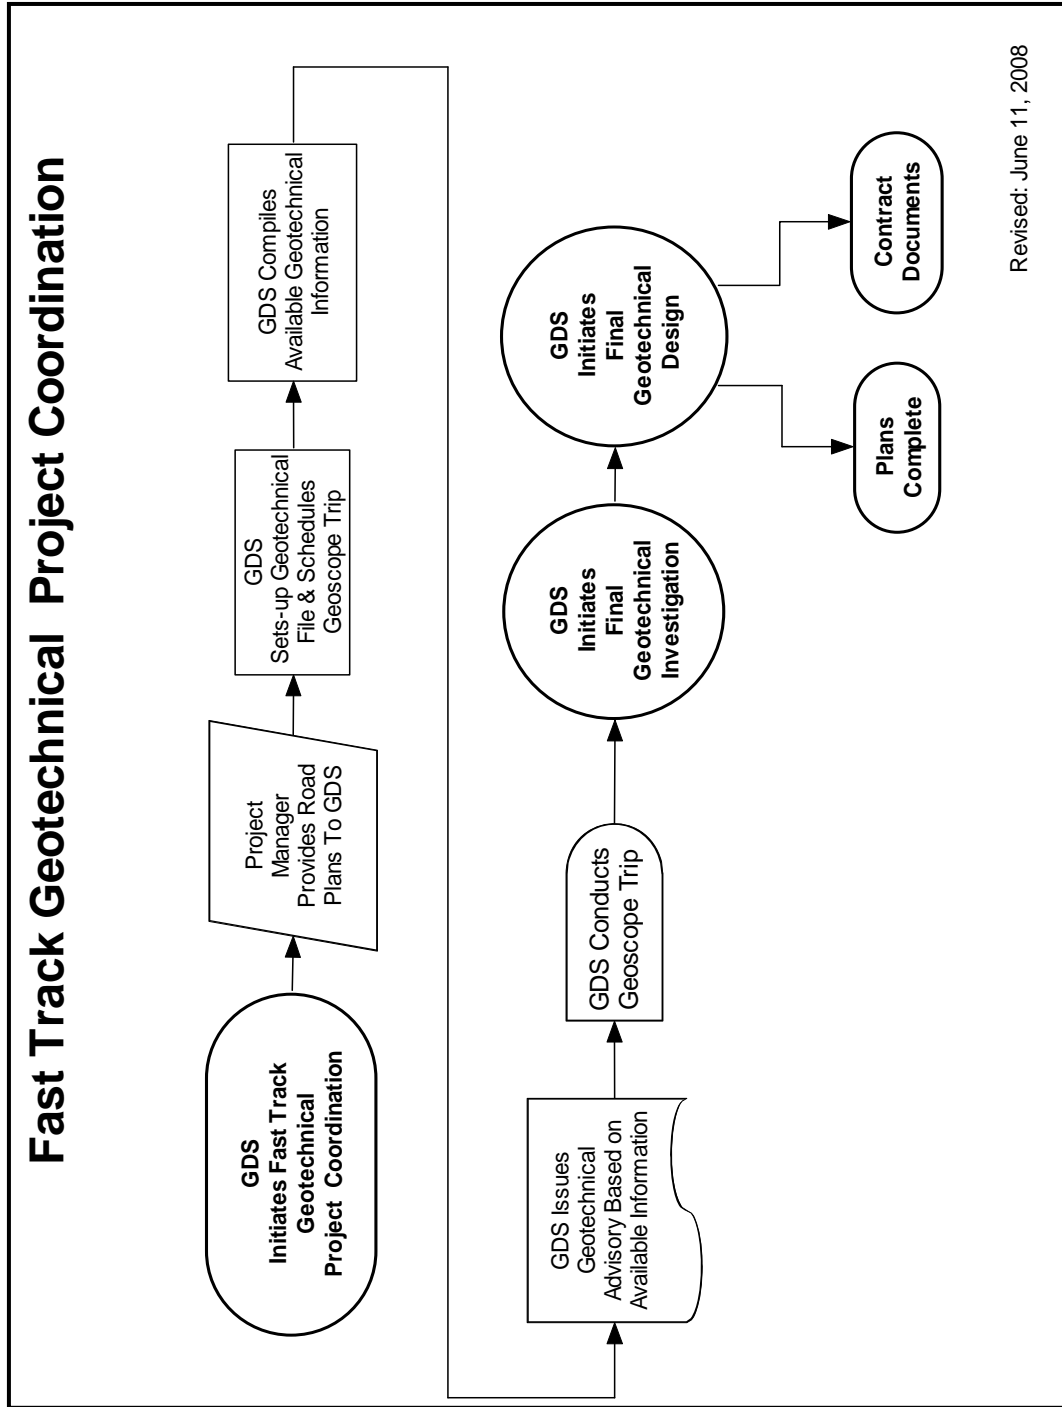 Fast Track Geotechnical Project Coordination
GDS
Initiates Fast Track
Geotechnical
Project Coordination
Project
Manager
Provides Road
Plans To GDS
GDS
Sets-up Geotechnical
File & Schedules
Geoscope Trip
GDS Compiles
Available Geotechnical
Information
GDS Issues
Geotechnical
Advisory Based on
Available Information
GDS Conducts
Geoscope Trip
GDS
Initiates
Final
Geotechnical
Investigation
GDS
Initiates
Final
Geotechnical
Design
Plans
Complete
Contract
Documents
Revised: June 11, 2008